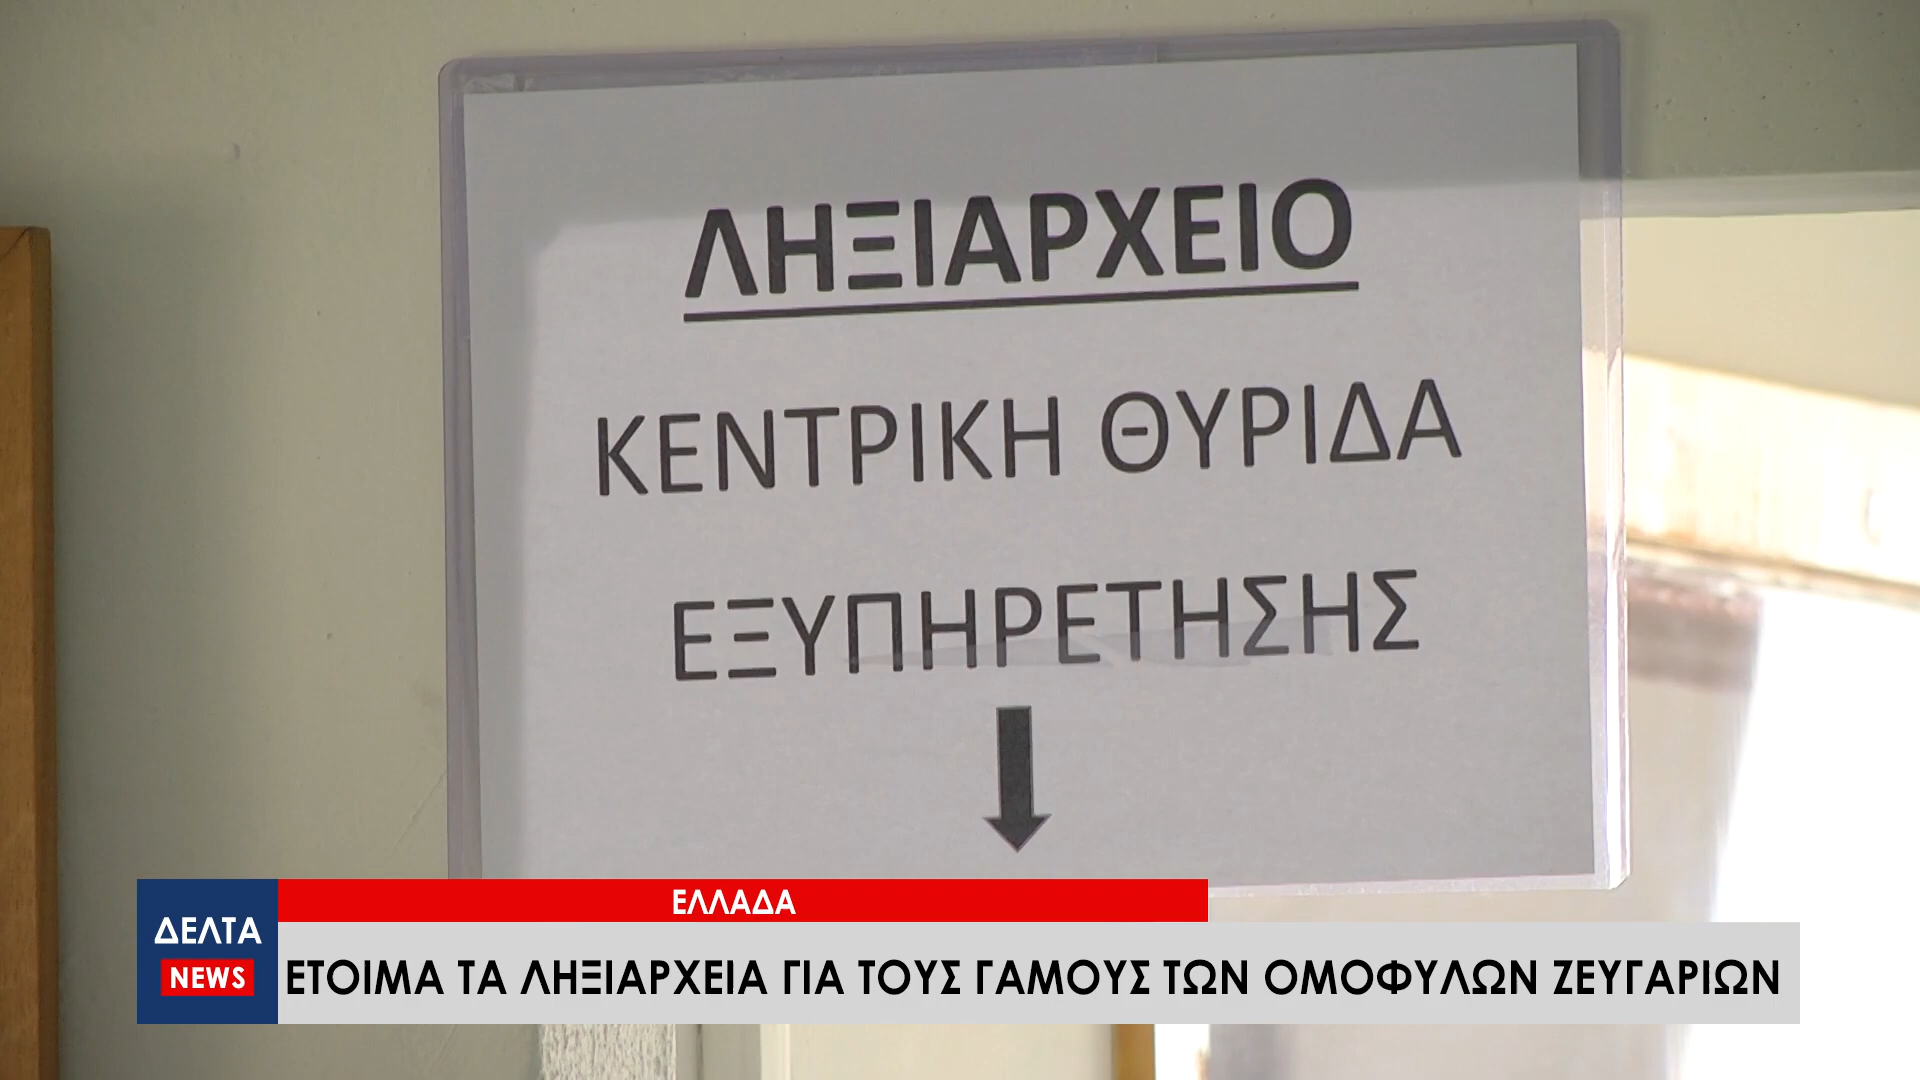 ΛΗΞΙΑΡΧΕΙΟ
ΚΕΝΤΡΙΚΗ ΘΥΡΙΔΑ
ΕΞΥΠΗΡΕΤΗΣΗΣ
ΕΛΛΑΔΑ
ΔΕΛΤΑ
NEWS
ΕΤΟΙΜΑ ΤΑ ΛΗΞΙΑΡΧΕΙΑ ΓΙΑ ΤΟΥΣ ΓΑΜΟΥΣ ΤΩΝ ΟΜΟΦΥΛΩΝ ΖΕΥΓΑΡΙΩΝ